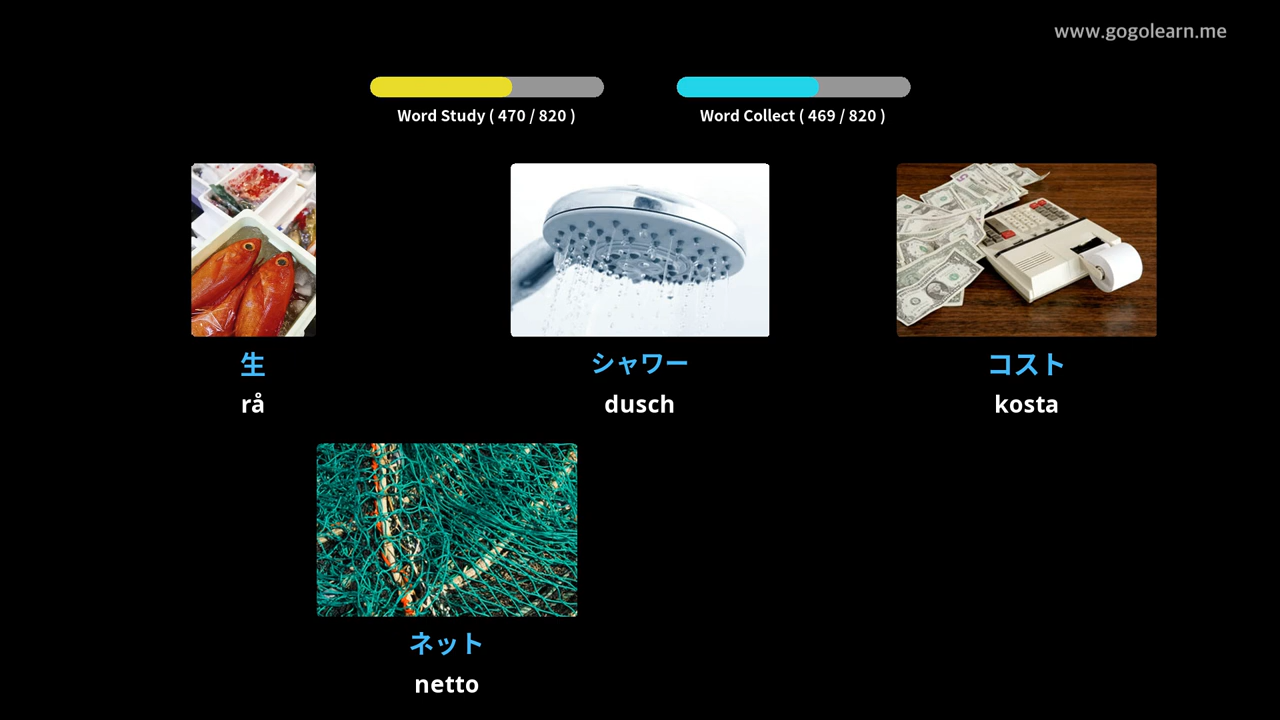 www.gogolearn.me
Word Study ( 470 / 820 )
Word Collect ( 469 / 820 )
生
シャワー
コスト
rå
dusch
kosta
ネット
netto